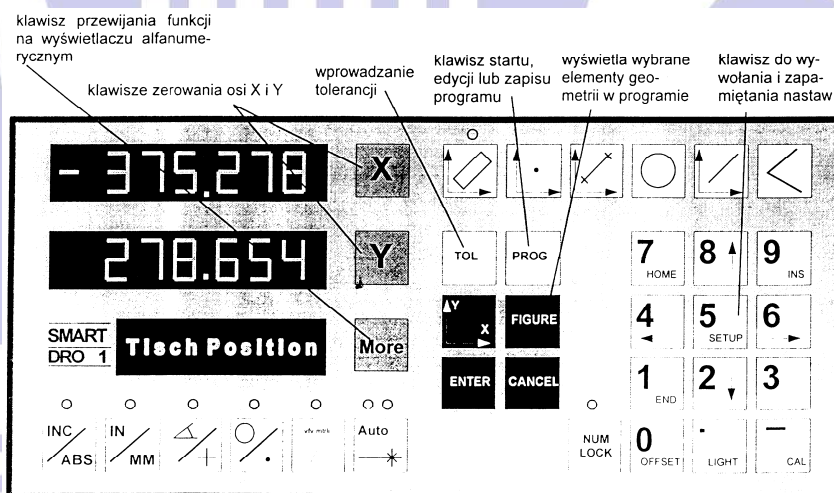 klawisz przewijania funkcji
na wyświetlaczu alfanume-
rycznym
klawisze zerowania osi X i Y
wprowadzanie
tolerancji
klawisz startu,
edycji lub zapisu
programu
wyświetla wybrane
elementy geo-
metrii w programie
klawisz do wy-
wołania i zapa-
miętania nastaw
- 375.278
X
278.654
Y
TOL
PROG
7
HOME
8
9
INS
SMART
DRO 1
Tisch Position
More
Y
X
FIGURE
4
5
SETUP
6
ENTER
CANCEL
1
END
2
3
INC
ABS
IN
MM
Auto
NUM
LOCK
0
OFFSET
.
LIGHT
-
CAL